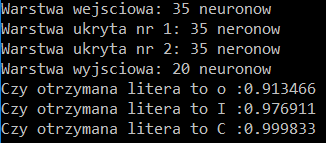 Warstwa wejsciowa: 35 neuronow
Warstwa ukryta nr 1: 35 neronow
Warstwa ukryta nr 2: 35 neronow
Warstwa wyjsciowa: 20 neuronow
Czy otrzymana litera to o :0.913466
Czy otrzymana litera to I :0.976911
Czy otrzymana litera to C :0.999833